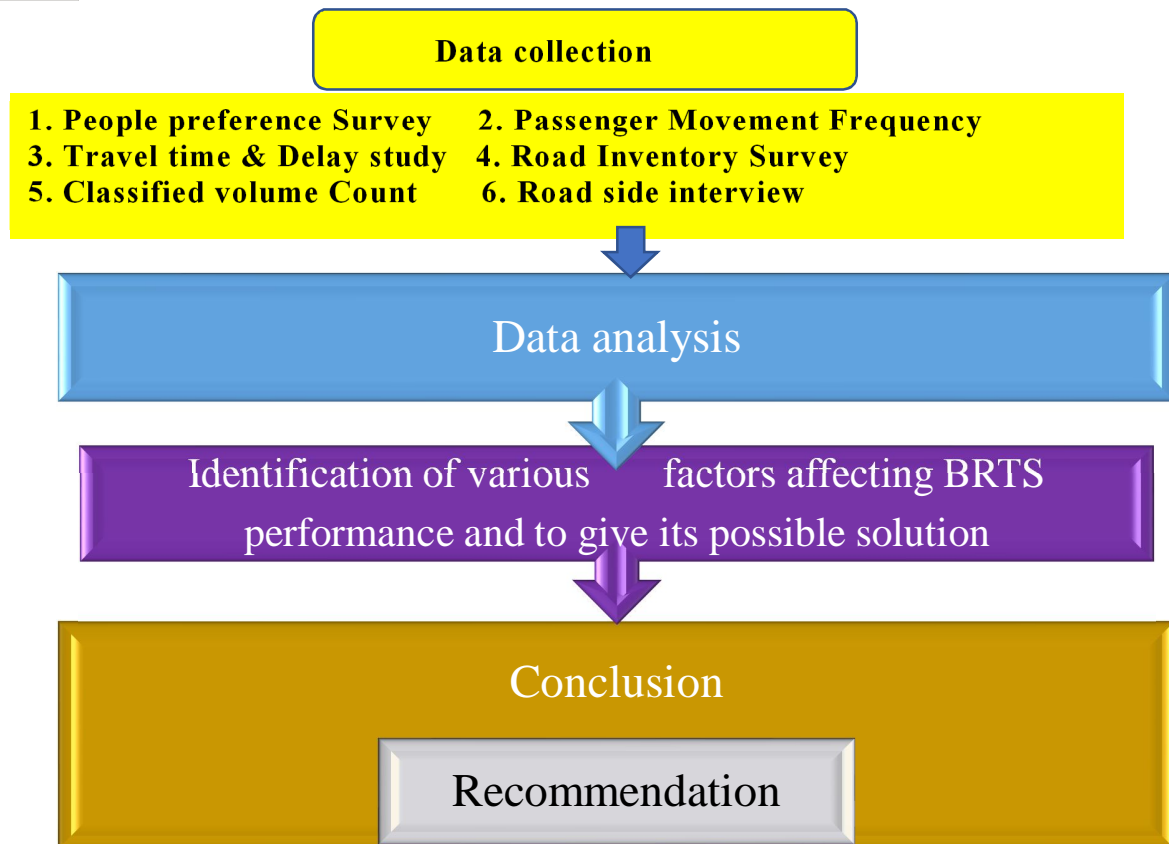 Data collection
1. People preference Survey 2. Passenger Movement Frequency
3. Travel time & Delay study 4. Road Inventory Survey
5. Classified volume Count 6. Road side interview
Data analysis
Identification of various factors affecting BRTS
performance and to give its possible solution
Conclusion
Recommendation